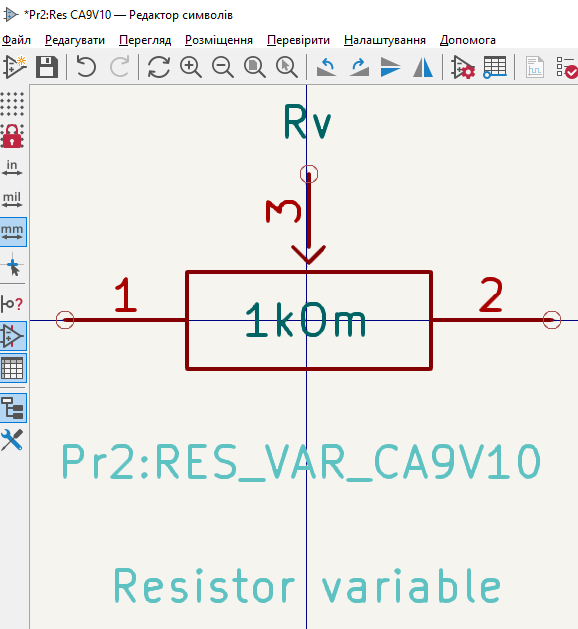 *Pr2:Res CA9V10 — Редактор символів
Файл Редагувати Перегляд Розміщення Перевірити Налаштування Допомога
in
mil
mm
Rv
3
1
2
1kOm
Pr2:RES_VAR_CA9V10
Resistor variable